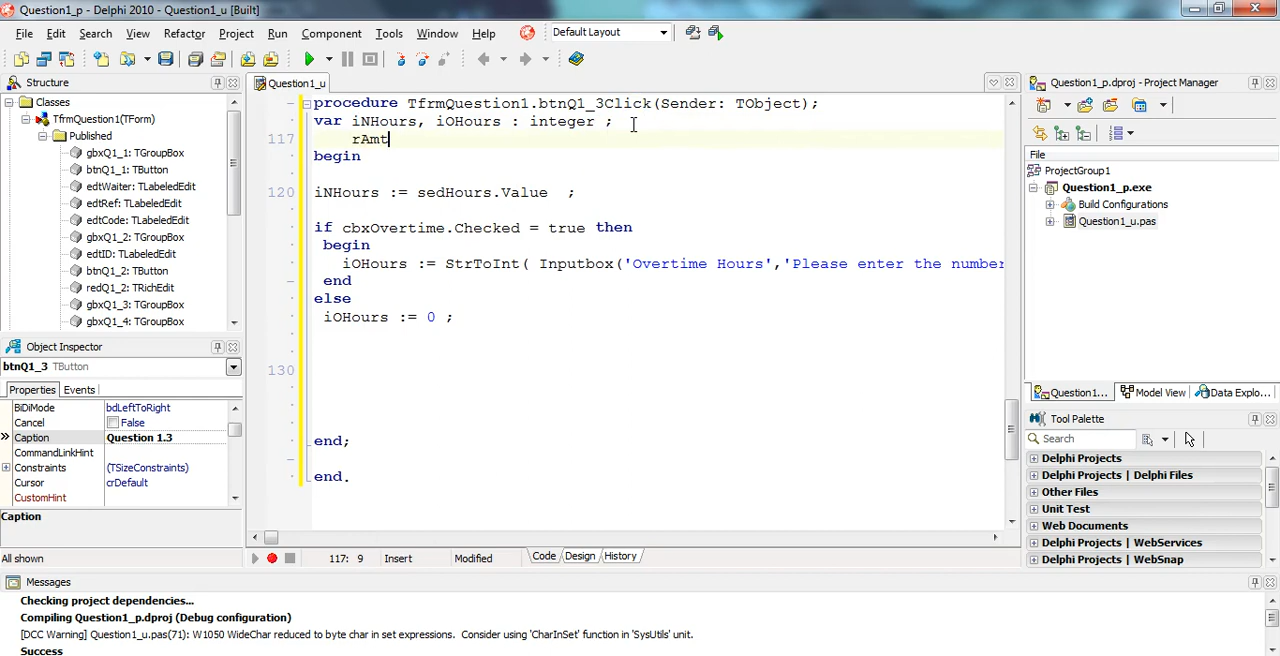 Question1_p - Delphi 2010 - Question1_u [Built]
File Edit Search View Refactor Project Run Component Tools Window Help Default Layout
Structure
Classes
TfrmQuestion1(TForm)
Published
gbxQ1_1: TGroupBox
btnQ1_1: TButton
edtWaiter: TLabeledEdit
edtRef: TLabeledEdit
edtCode: TLabeledEdit
gbxQ1_2: TGroupBox
edtID: TLabeledEdit
btnQ1_2: TButton
redQ1_2: TRichEdit
gbxQ1_3: TGroupBox
gbxQ1_4: TGroupBox
Object Inspector
btnQ1_3 TButton
Properties Events
BiDiMode bdLeftToRight
Cancel False
Caption Question 1.3
CommandLinkHint
Constraints (TSizeConstraints)
Cursor crDefault
CustomHint
Caption
All shown
Question1_u
procedure TfrmQuestion1.btnQ1_3Click(Sender: TObject);
var iNHours, iOHours : integer ;
117 rAmt
begin
120 iNHours := sedHours.Value ;
if cbxOvertime.Checked = true then
begin
iOHours := StrToInt( Inputbox('Overtime Hours','Please enter the number
end
else
iOHours := 0 ;
130
end;
end.
117: 9 Insert Modified Code Design History
Question1_p.dproj - Project Manager
File
ProjectGroup1
Question1_p.exe
Build Configurations
Question1_u.pas
Question1... Model View Data Explo...
Tool Palette
Search
Delphi Projects
Delphi Projects | Delphi Files
Other Files
Unit Test
Web Documents
Delphi Projects | WebServices
Delphi Projects | WebSnap
Messages
Checking project dependencies...
Compiling Question1_p.dproj (Debug configuration)
[DCC Warning] Question1_u.pas(71): W1050 WideChar reduced to byte char in set expressions.  Consider using 'CharInSet' function in 'SysUtils' unit.
Success